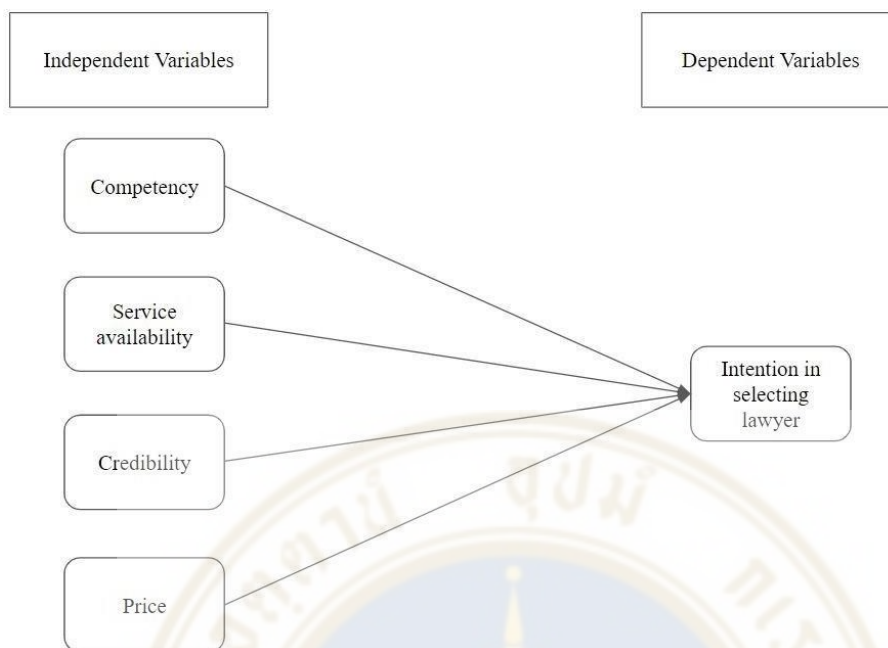 Independent Variables
Dependent Variables
Competency
Service
availability
Intention in
selecting
lawyer
Credibility
Price